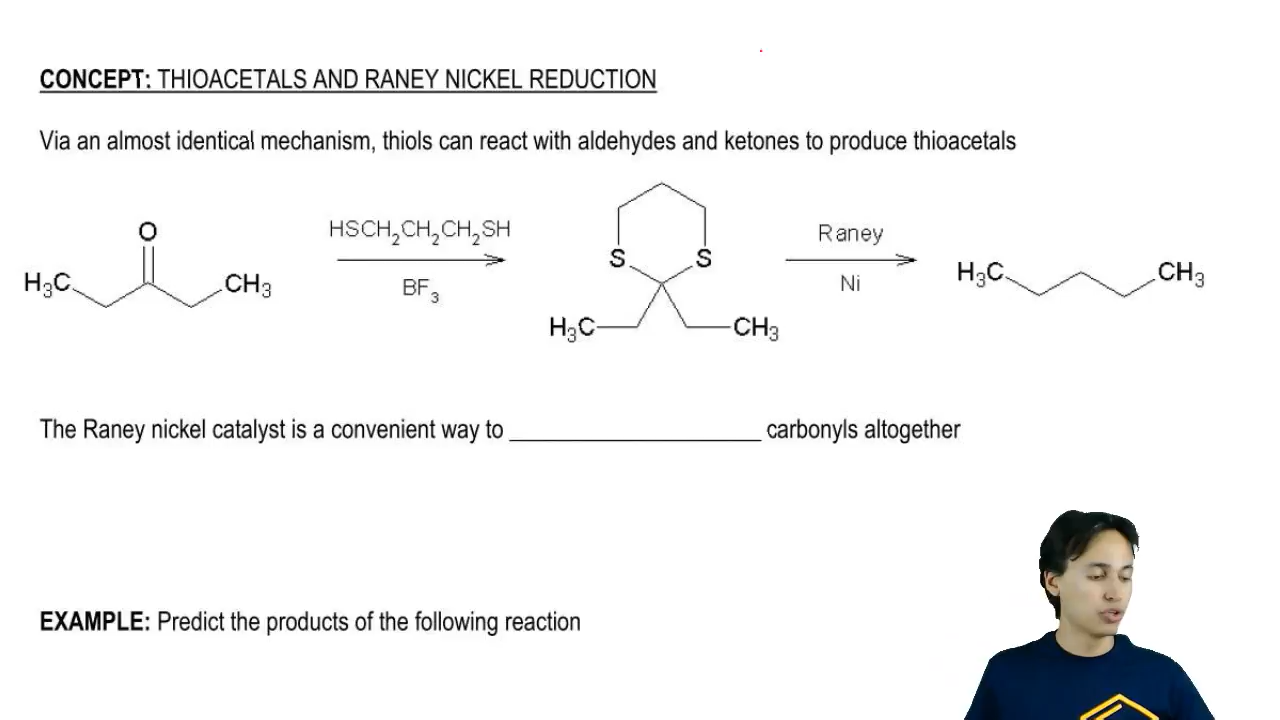 CONCEPT: THIOACETALS AND RANEY NICKEL REDUCTION
Via an almost identical mechanism, thiols can react with aldehydes and ketones to produce thioacetals
O
H3C CH3
HSCH2CH2CH2SH
BF3
S S
H3C CH3
Raney
Ni
H3C CH3
The Raney nickel catalyst is a convenient way to ____________________ carbonyls altogether
EXAMPLE: Predict the products of the following reaction